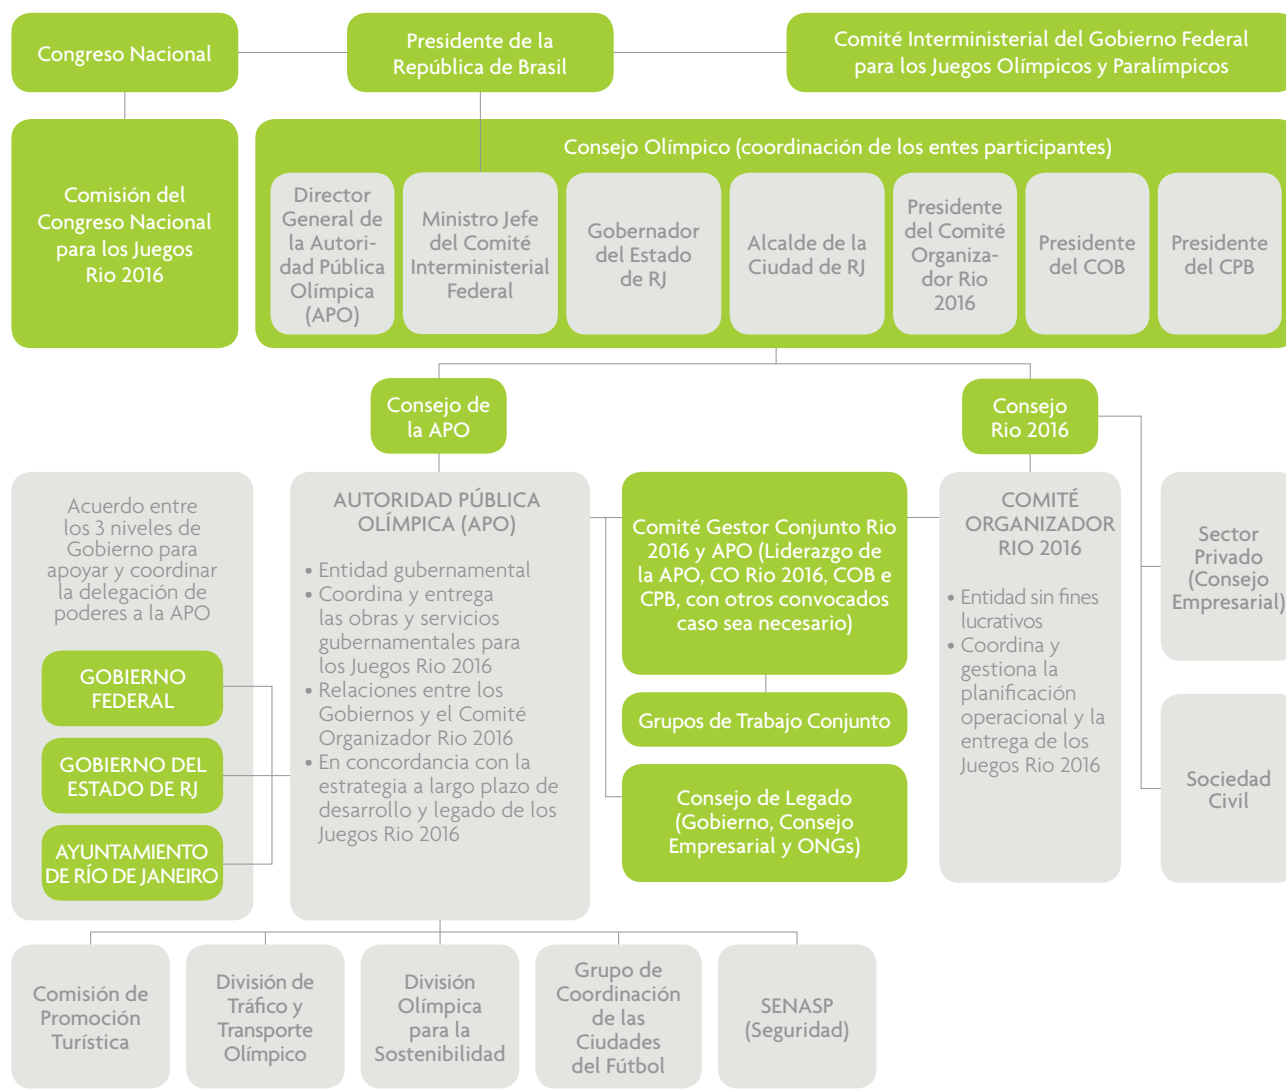 Congreso Nacional
Presidente de la
República de Brasil
Comité Interministerial del Gobierno Federal
para los Juegos Olímpicos y Paralímpicos
Comisión del
Congreso Nacional
para los Juegos
Rio 2016
Consejo Olímpico (coordinación de los entes participantes)
Director
General de
la Autori-
dad Pública
Olímpica
(APO)
Ministro Jefe
del Comité
Interministerial
Federal
Gobernador
del Estado
de RJ
Alcalde de la
Ciudad de RJ
Presidente
del Comité
Organiza-
dor Rio
2016
Presidente
del COB
Presidente
del CPB
Consejo de
la APO
Consejo
Rio 2016
Acuerdo entre
los 3 niveles de
Gobierno para
apoyar y coordinar
la delegación de
poderes a la APO
GOBIERNO
FEDERAL
GOBIERNO DEL
ESTADO DE RJ
AYUNTAMIENTO
DE RÍO DE JANEIRO
AUTORIDAD PÚBLICA
OLÍMPICA (APO)
• Entidad gubernamental
• Coordina y entrega
las obras y servicios
gubernamentales para
los Juegos Rio 2016
• Relaciones entre los
Gobiernos y el Comité
Organizador Rio 2016
• En concordancia con la
estrategia a largo plazo de
desarrollo y legado de los
Juegos Rio 2016
Comité Gestor Conjunto Rio
2016 y APO (Liderazgo de
la APO, CO Rio 2016, COB e
CPB, con otros convocados
caso sea necesario)
Grupos de Trabajo Conjunto
Consejo de Legado
(Gobierno, Consejo
Empresarial y ONGs)
COMITÉ
ORGANIZADOR
RIO 2016
• Entidad sin fines
lucrativos
• Coordina y
gestiona la
planificación
operacional y la
entrega de los
Juegos Rio 2016
Sector
Privado
(Consejo
Empresarial)
Sociedad
Civil
Comisión de
Promoción
Turística
División de
Tráfico y
Transporte
Olímpico
División
Olímpica
para la
Sostenibilidad
Grupo de
Coordinación
de las
Ciudades
del Fútbol
SENASP
(Seguridad)